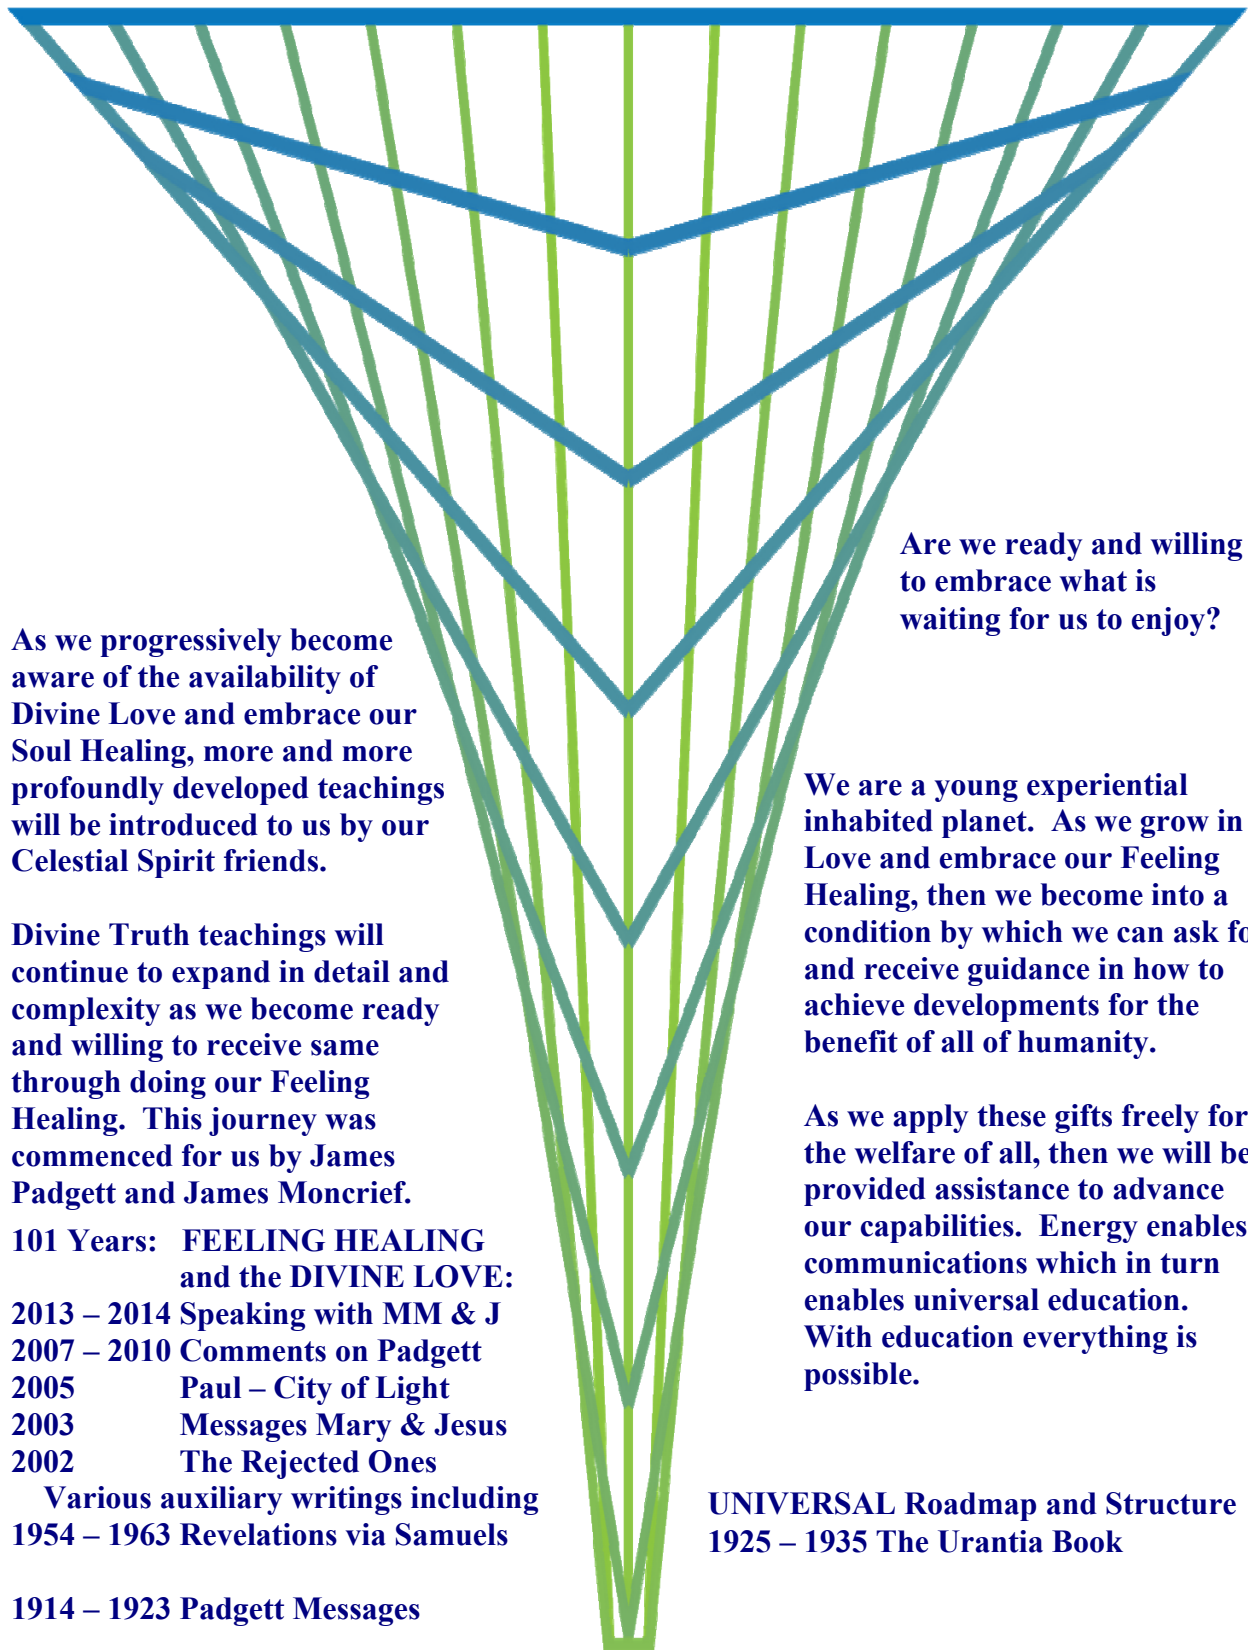 Are we ready and willing
to embrace what is
waiting for us to enjoy?
As we progressively become
aware of the availability of
Divine Love and embrace our
Soul Healing, more and more
profoundly developed teachings
will be introduced to us by our
Celestial Spirit friends.
Divine Truth teachings will
continue to expand in detail and
complexity as we become ready
and willing to receive same
through doing our Feeling
Healing.  This journey was
commenced for us by James
Padgett and James Moncrief.
We are a young experiential
inhabited planet.  As we grow in
Love and embrace our Feeling
Healing, then we become into a
condition by which we can ask fo
and receive guidance in how to
achieve developments for the
benefit of all of humanity.
As we apply these gifts freely for
the welfare of all, then we will be
provided assistance to advance
our capabilities.  Energy enables
communications which in turn
enables universal education.
With education everything is
possible.
101 Years:   FEELING HEALING
and the DIVINE LOVE:
2013 – 2014 Speaking with MM & J
2007 – 2010 Comments on Padgett
2005 Paul – City of Light
2003 Messages Mary & Jesus
2002 The Rejected Ones
Various auxiliary writings including
1954 – 1963 Revelations via Samuels
1914 – 1923 Padgett Messages
UNIVERSAL Roadmap and Structure
1925 – 1935 The Urantia Book